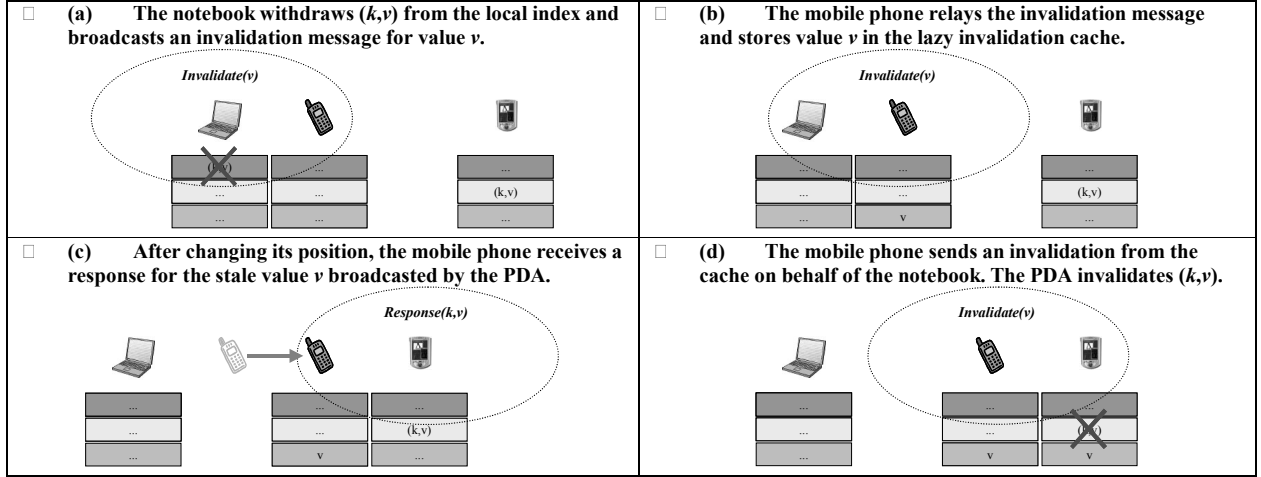 (a) The notebook withdraws (k,v) from the local index and
broadcasts an invalidation message for value v.
Invalidate(v)
(k,v)
...
...
...
(k,v)
...
...
...
...
(b) The mobile phone relays the invalidation message
and stores value v in the lazy invalidation cache.
Invalidate(v)
...
...
...
...
...
(k,v)
...
v
...
(c) After changing its position, the mobile phone receives a
response for the stale value v broadcasted by the PDA.
Response(k,v)
...
...
...
...
...
(k,v)
...
v
...
(d) The mobile phone sends an invalidation from the
cache on behalf of the notebook. The PDA invalidates (k,v).
Invalidate(v)
...
...
...
...
...
(k,v)
...
v
v